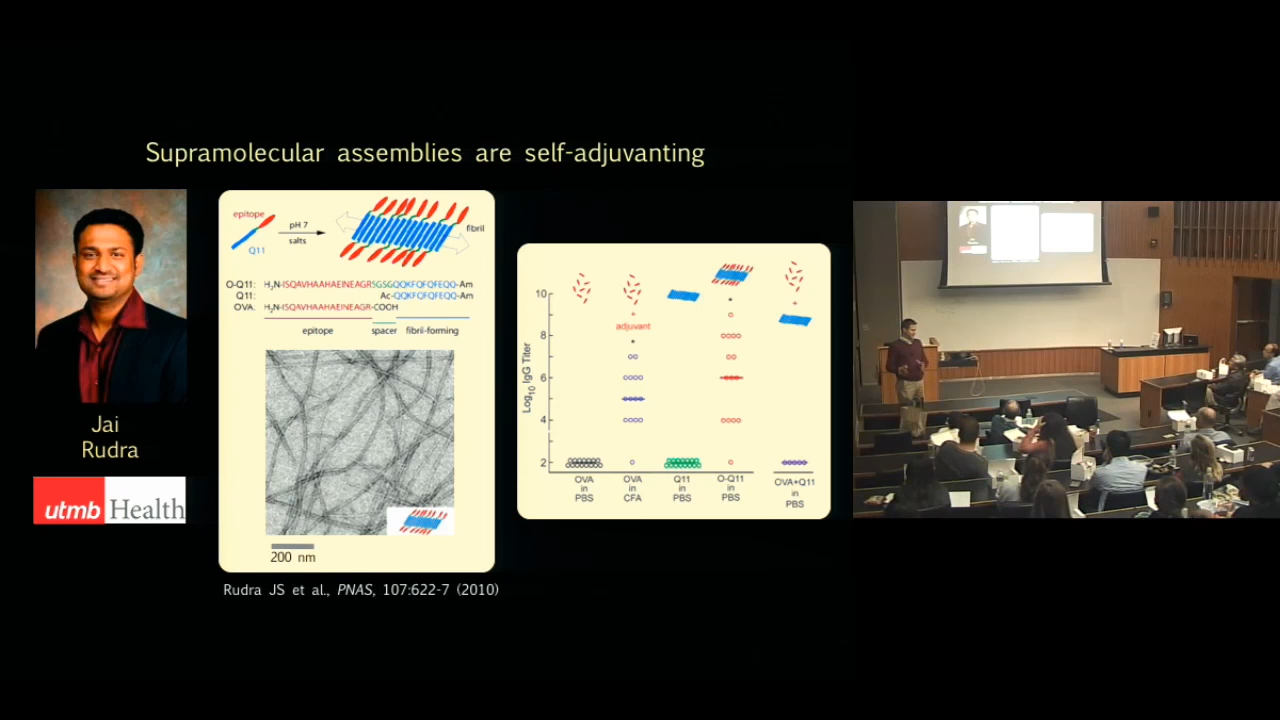 Supramolecular assemblies are self-adjuvanting
Jai
Rudra
utmb Health
epitope
Q11
pH 7
salts
fibril
O-Q11: H₂N-ISQAVHAAHAEINEAGRSGSGQQKFQFQFEQQ-Am
Q11: Ac-QQKFQFQFEQQ-Am
OVA: H₂N-ISQAVHAAHAEINEAGR-COOH
epitope spacer fibril-forming
200 nm
Rudra JS et al., PNAS, 107:622-7 (2010)
Log₁₀ IgG Titer
10
8
6
4
2
adjuvant
*
*
OVA
in
PBS
OVA
in
CFA
Q11
in
PBS
O-Q11
in
PBS
OVA+Q11
in
PBS